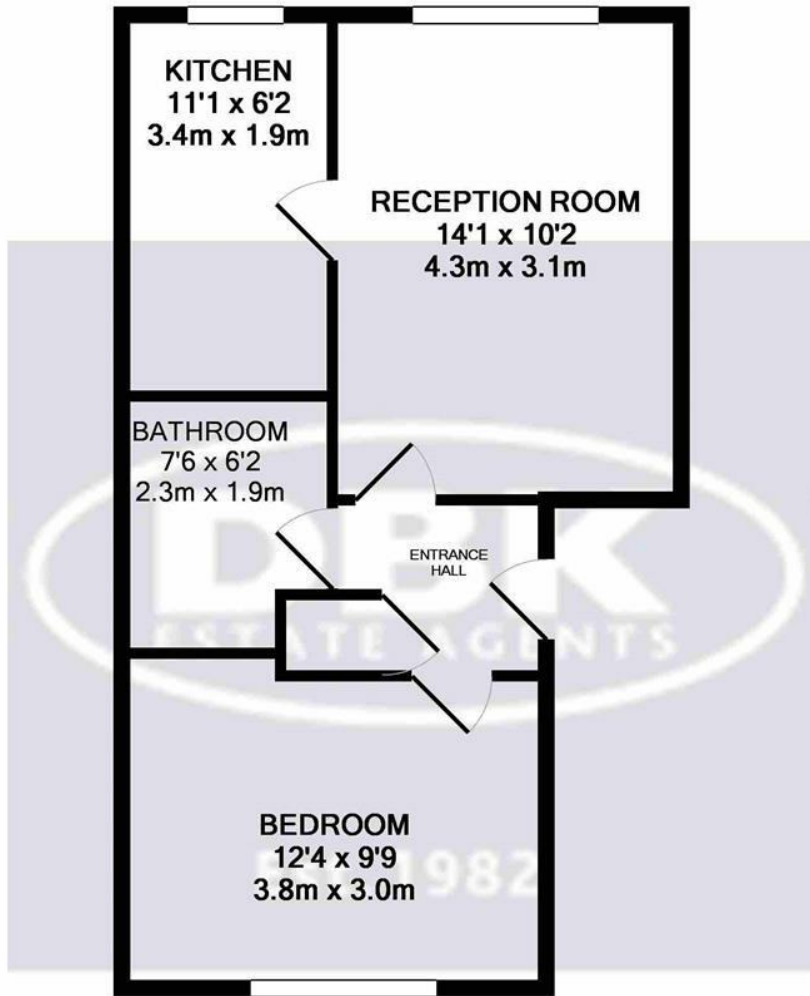 KITCHEN
11'1 x 6'2
3.4m x 1.9m
RECEPTION ROOM
14'1 x 10'2
4.3m x 3.1m
BATHROOM
7'6 x 6'2
2.3m x 1.9m
ENTRANCE
HALL
DBK
ESTATE AGENTS
BEDROOM
12'4 x 9'9
3.8m x 3.0m
EST 1982